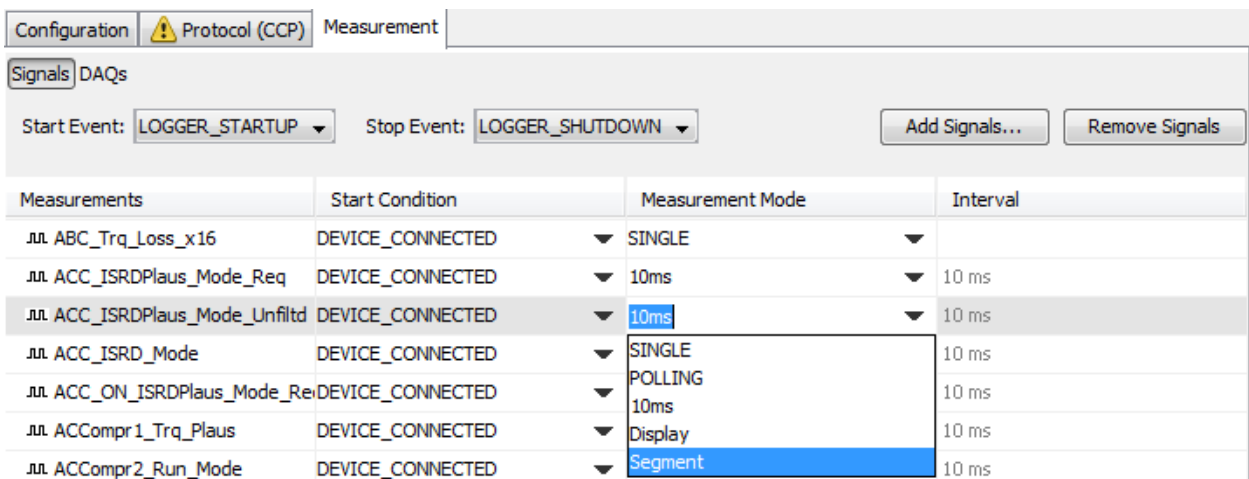 Configuration Protocol (CCP) Measurement
Signals DAQs
Start Event: LOGGER_STARTUP Stop Event: LOGGER_SHUTDOWN Add Signals... Remove Signals
Measurements Start Condition Measurement Mode Interval
ABC_Trq_Loss_x16 DEVICE_CONNECTED SINGLE
ACC_ISRDPlaus_Mode_Req DEVICE_CONNECTED 10ms 10 ms
ACC_ISRDPlaus_Mode_Unfiltd DEVICE_CONNECTED 10ms 10 ms
ACC_ISRD_Mode DEVICE_CONNECTED SINGLE 10 ms
POLLING
ACC_ON_ISRDPlaus_Mode_Re DEVICE_CONNECTED 10ms 10 ms
ACCompr1_Trq_Plaus DEVICE_CONNECTED Display 10 ms
ACCompr2_Run_Mode DEVICE_CONNECTED Segment 10 ms